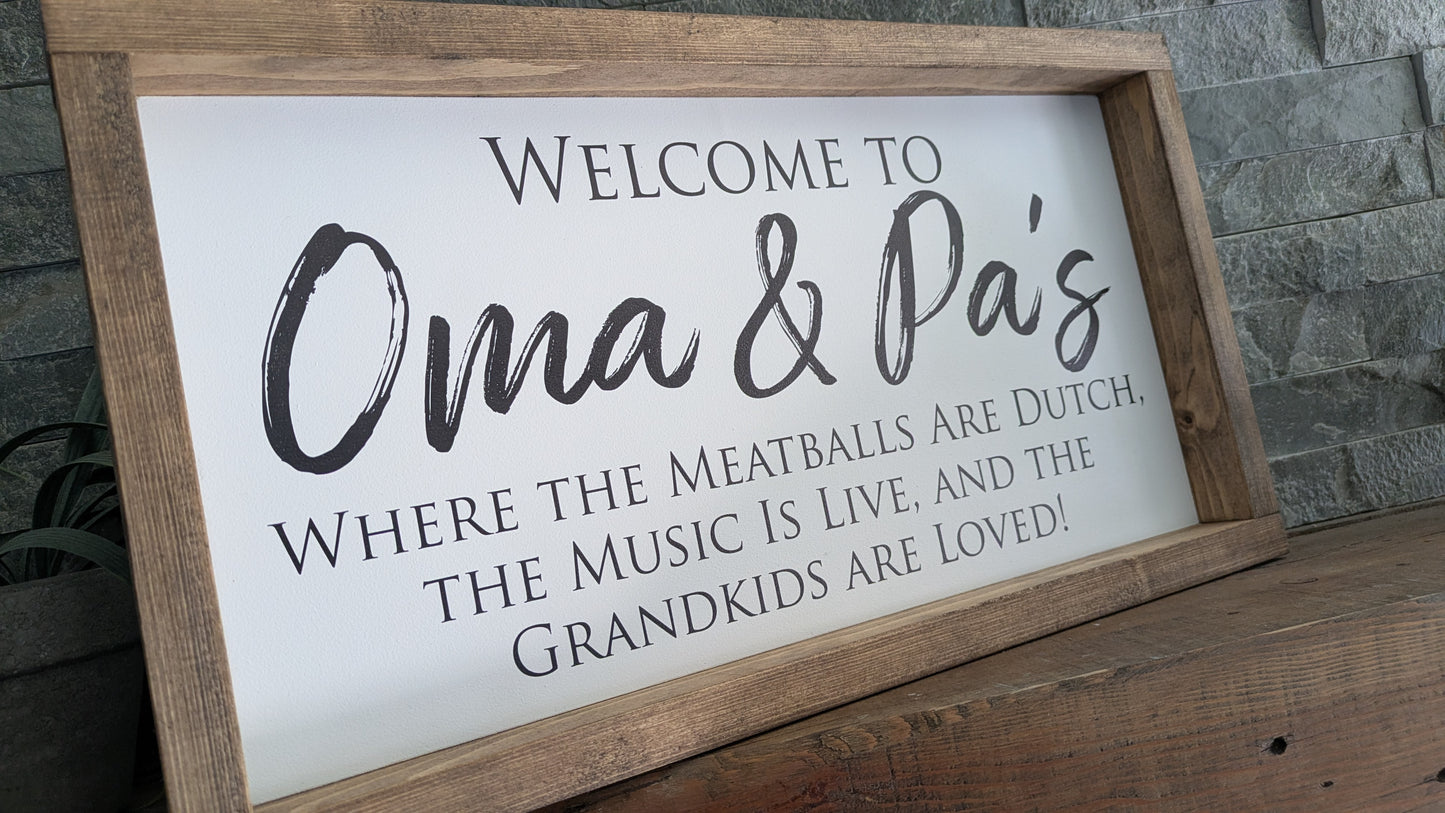 Welcome to
Oma & Pa's
Where the Meatballs Are Dutch,
the Music Is Live, and the
Grandkids are Loved!